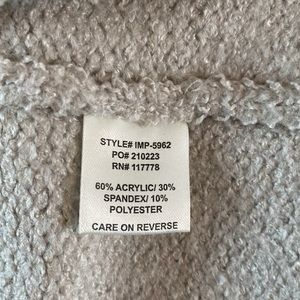 STYLE# IMP-5962
PO# 210223
RN# 117778
60% ACRYLIC/ 30%
SPANDEX/ 10%
POLYESTER
CARE ON REVERSE